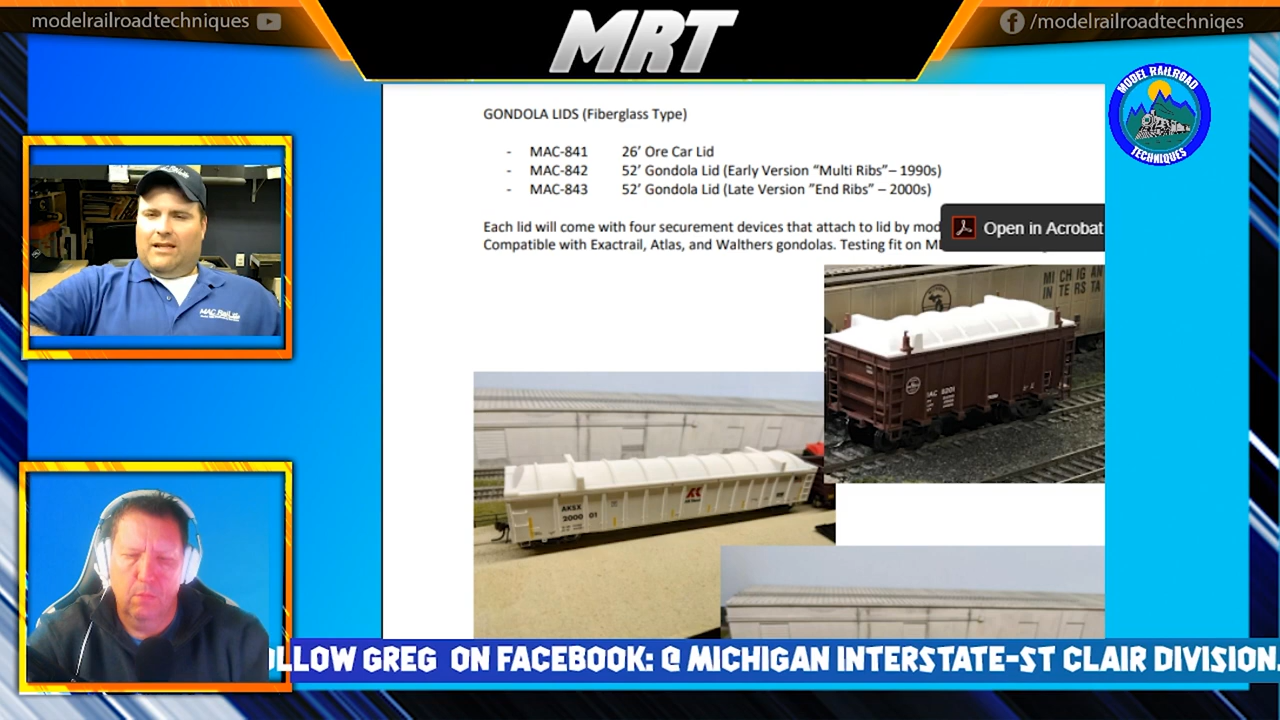 modelrailroadtechniques
MRT
/modelrailroadtechniqes
MODEL RAILROAD
TECHNIQUES
GONDOLA LIDS (Fiberglass Type)
- MAC-841 26’ Ore Car Lid
- MAC-842 52’ Gondola Lid (Early Version “Multi Ribs”– 1990s)
- MAC-843 52’ Gondola Lid (Late Version ”End Ribs” – 2000s)
Each lid will come with four securement devices that attach to lid by
Open in Acrobat
Compatible with Exactrail, Atlas, and Walthers gondolas. Testing fit on
MICHIGAN
INTERSTA
AKSX
2000 01
OLLOW GREG ON FACEBOOK: @ MICHIGAN INTERSTATE-ST CLAIR DIVISION.